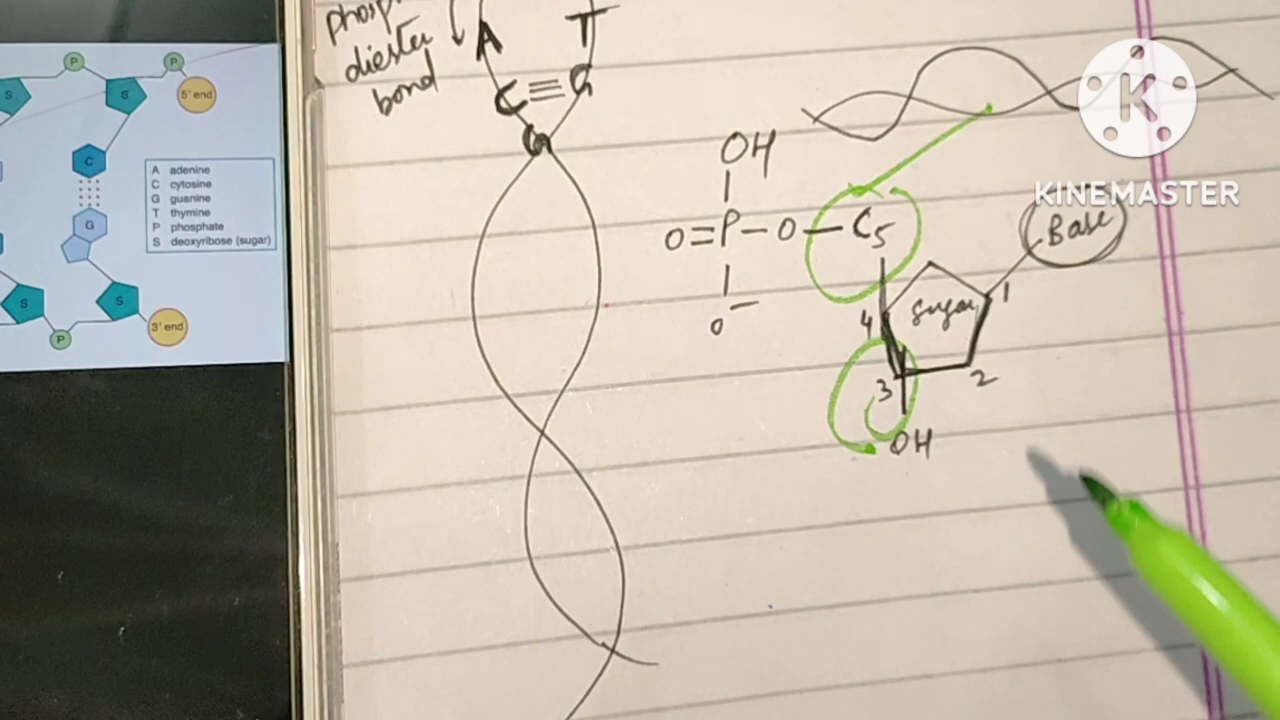 P P
S S 5' end
C
G
S S
P 3' end
A adenine
C cytosine
G guanine
T thymine
P phosphate
S deoxyribose (sugar)
diester
bond
A T
C≡G
G
OH
O=P-O-C5
O-
Base
sugar
1
2
3
4
OH
K
KINEMASTER